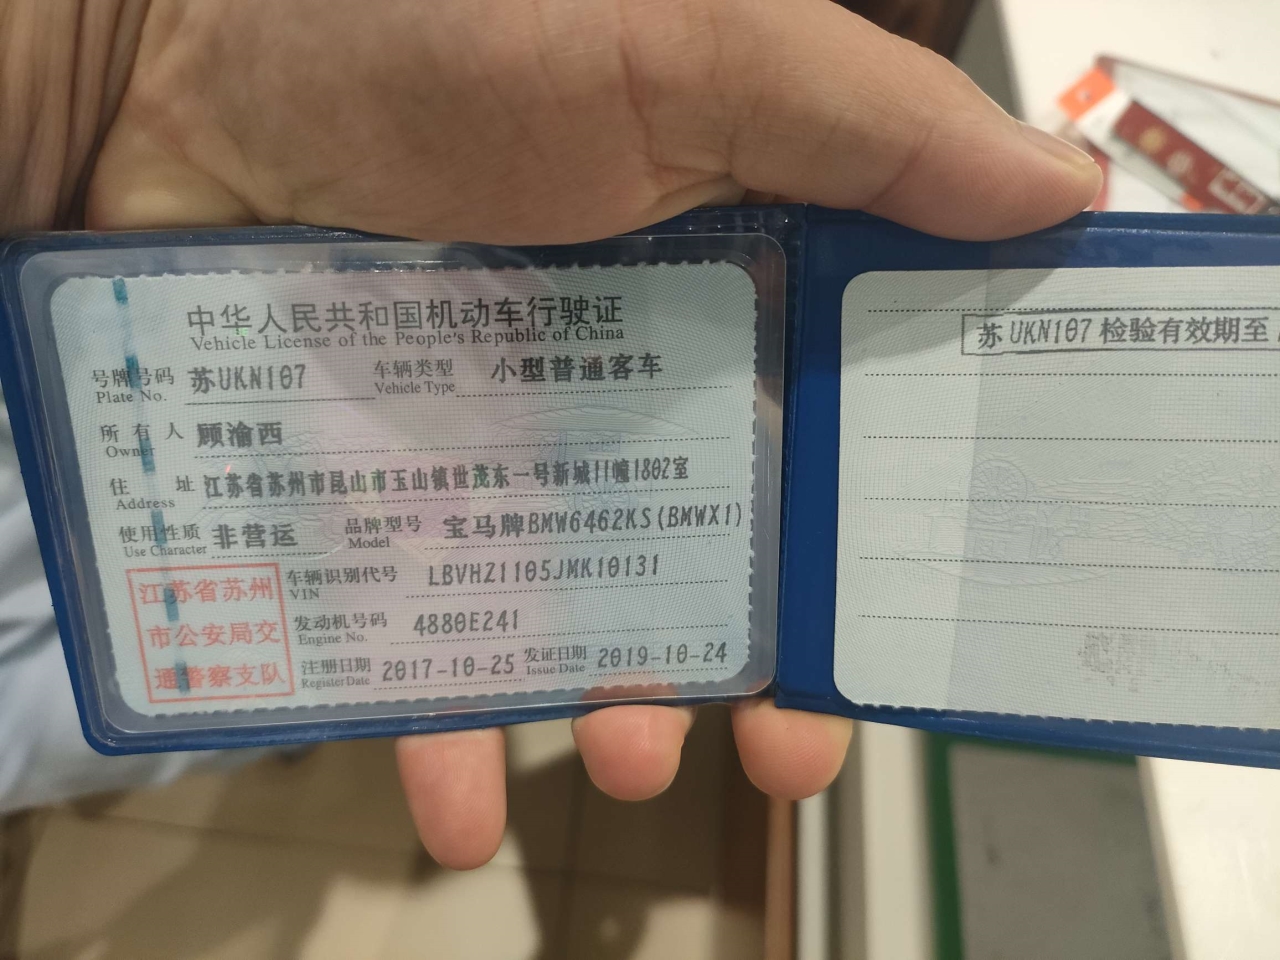 中华人民共和国机动车行驶证
Vehicle License of the People's Republic of China
号牌号码 苏UKN107 车辆类型 小型普通客车
Plate No. Vehicle Type
所有人 顾渝西
Owner
住址 江苏省苏州市昆山市玉山镇世茂东一号新城11幢1802室
Address
使用性质 非营运 品牌型号 宝马牌BMW6462KS(BMWX1)
Use Character Model
车辆识别代号 LBVHZ1105JMK10131
VIN
发动机号码 4880E241
Engine No.
注册日期 2017-10-25 发证日期 2019-10-24
Register Date Issue Date
江苏省苏州
市公安局交
通警察支队
苏UKN107 检验有效期至